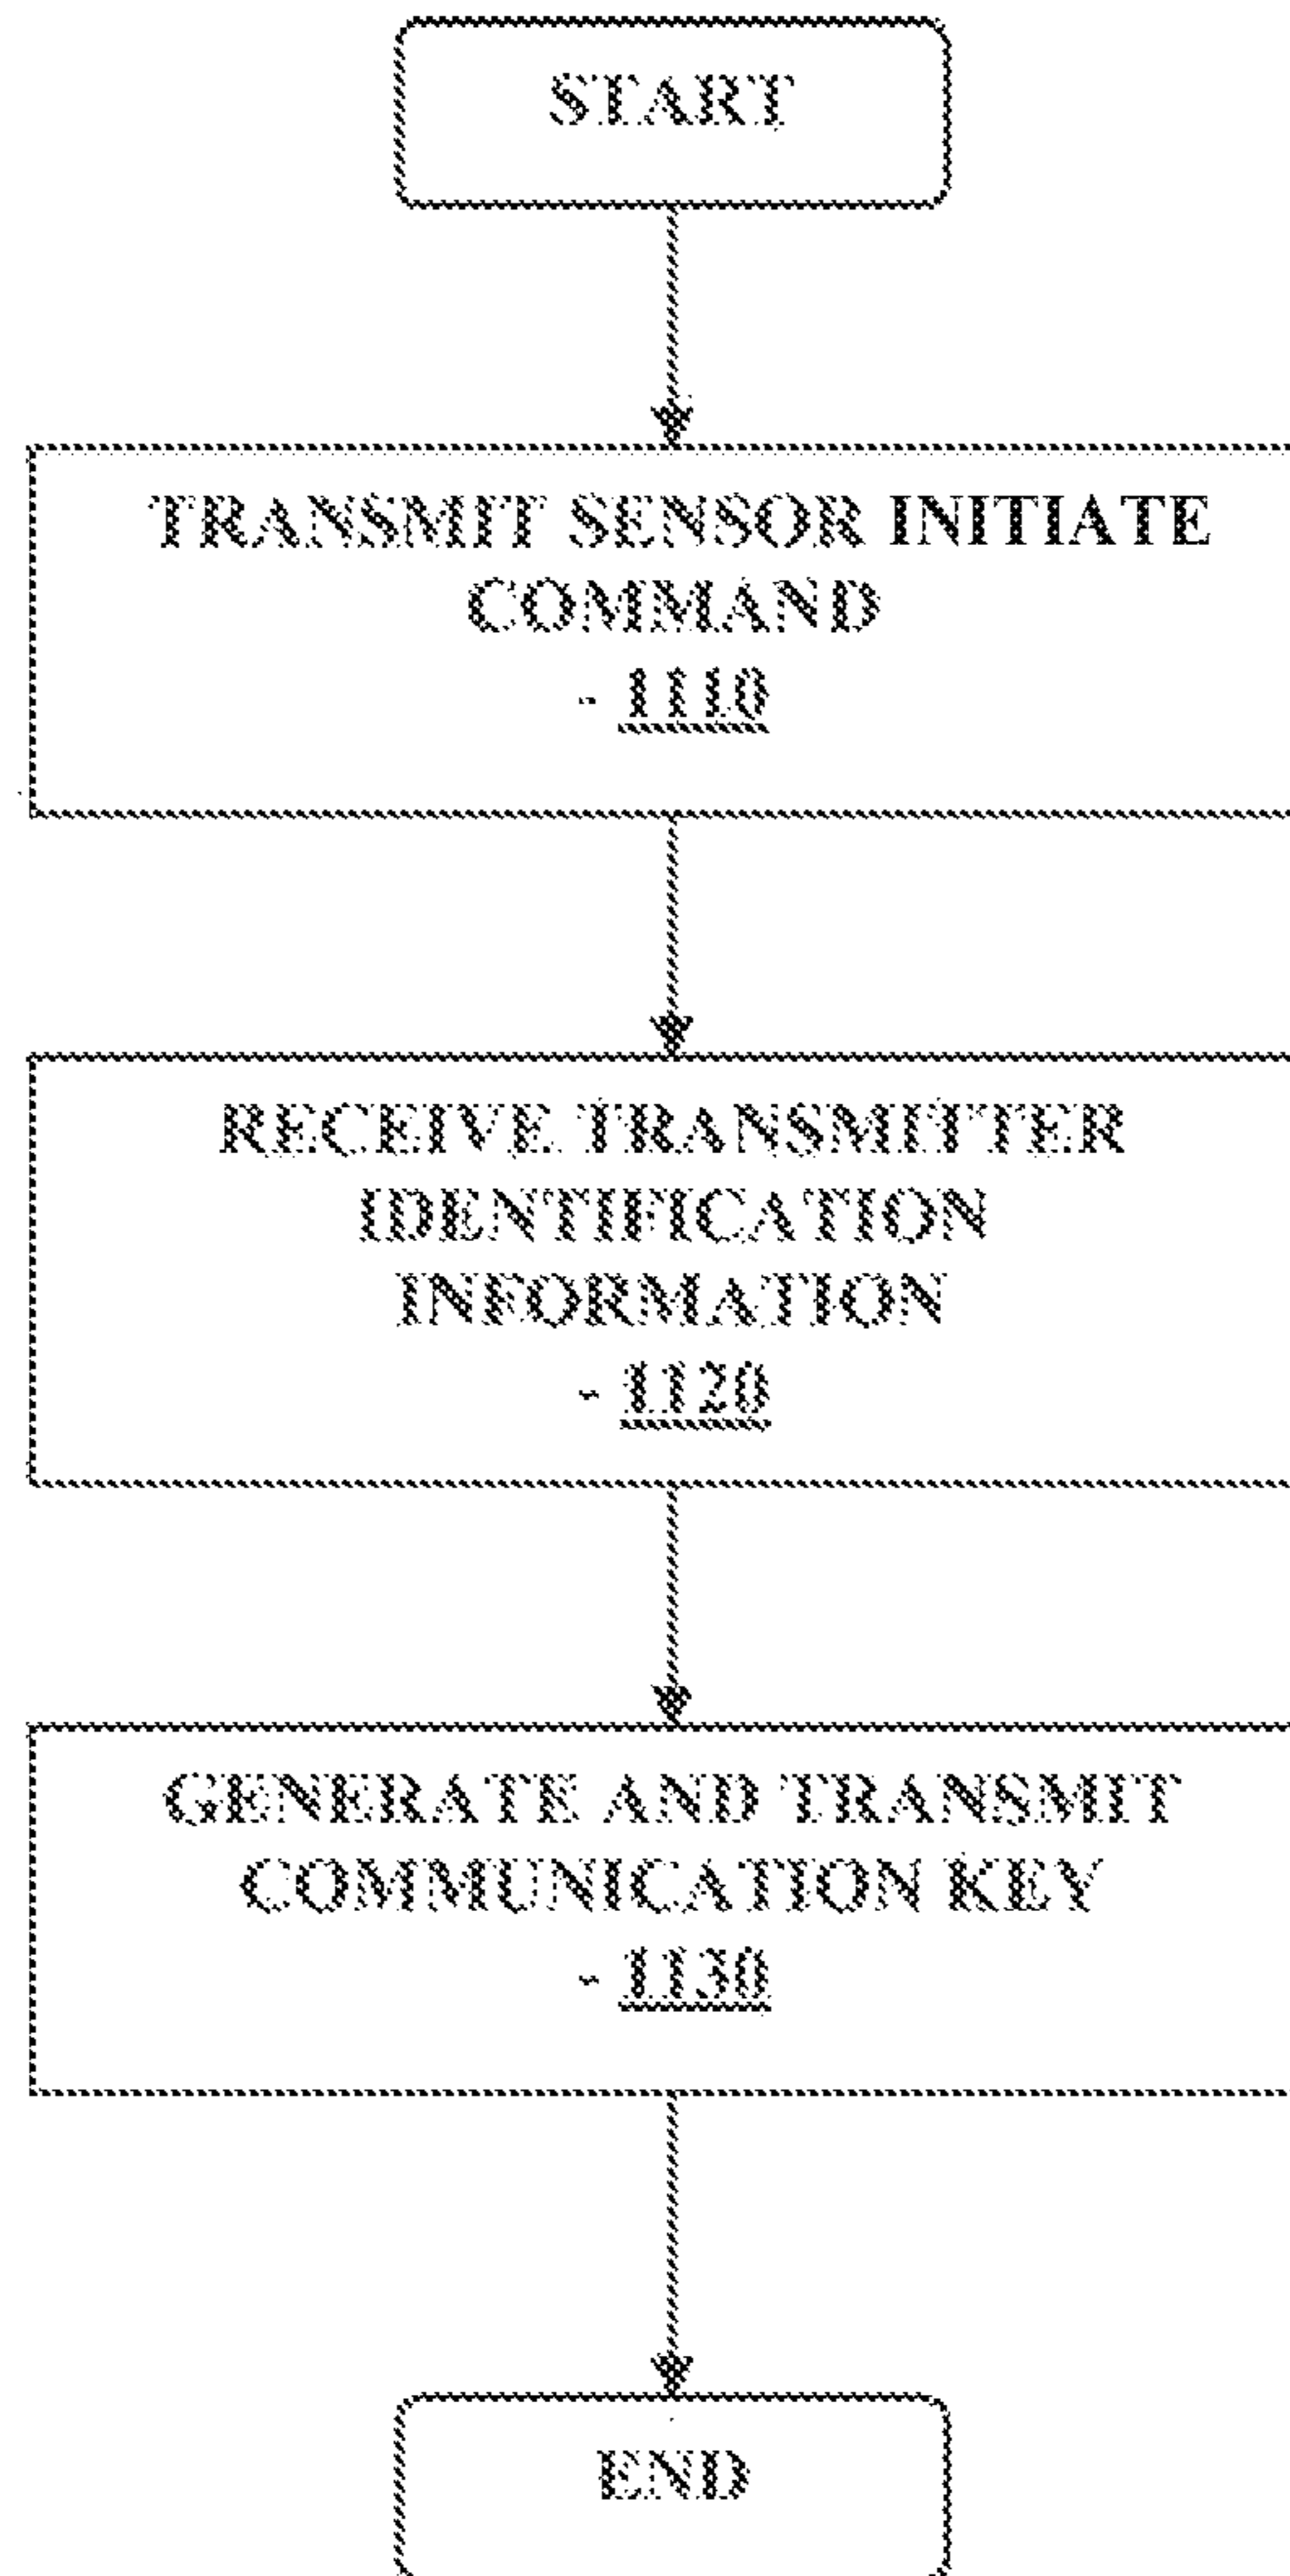 START
TRANSMIT SENSOR INITIATE
COMMAND
- 1110
RECEIVE TRANSMITTER
IDENTIFICATION
INFORMATION
- 1120
GENERATE AND TRANSMIT
COMMUNICATION KEY
- 1130
END